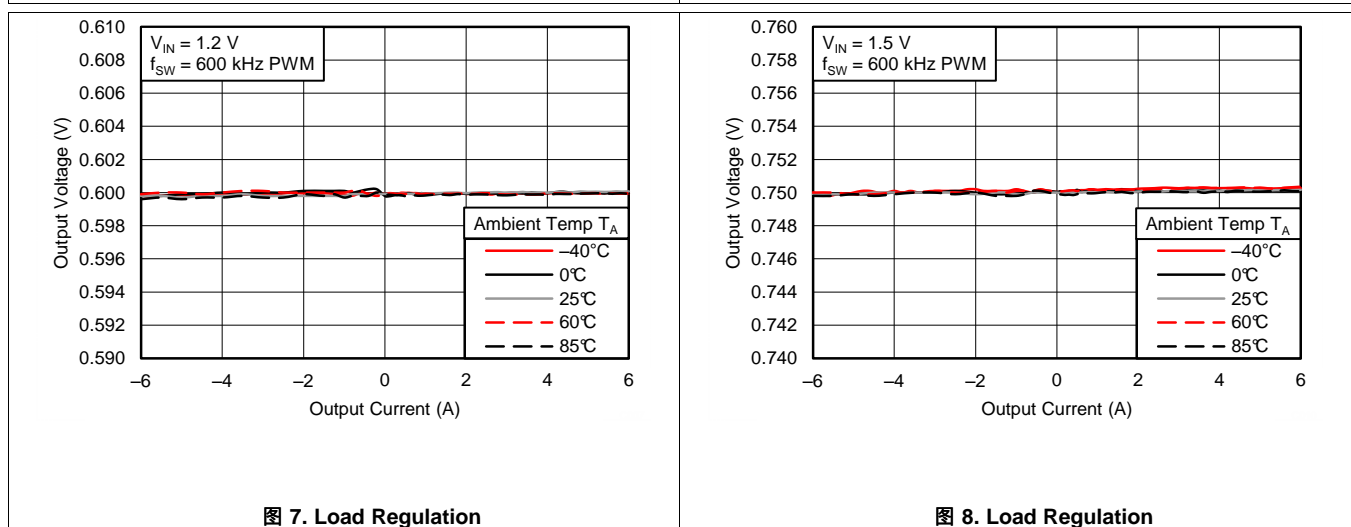 0.610
0.608
0.606
0.604
0.602
0.600
0.598
0.596
0.594
0.592
0.590
Output Voltage (V)
V_IN = 1.2 V
f_SW = 600 kHz PWM
Ambient Temp T_A
–40°C
0°C
25°C
60°C
85°C
–6 –4 –2 0 2 4 6
Output Current (A)
图 7. Load Regulation
0.760
0.758
0.756
0.754
0.752
0.750
0.748
0.746
0.744
0.742
0.740
Output Voltage (V)
V_IN = 1.5 V
f_SW = 600 kHz PWM
Ambient Temp T_A
–40°C
0°C
25°C
60°C
85°C
–6 –4 –2 0 2 4 6
Output Current (A)
图 8. Load Regulation